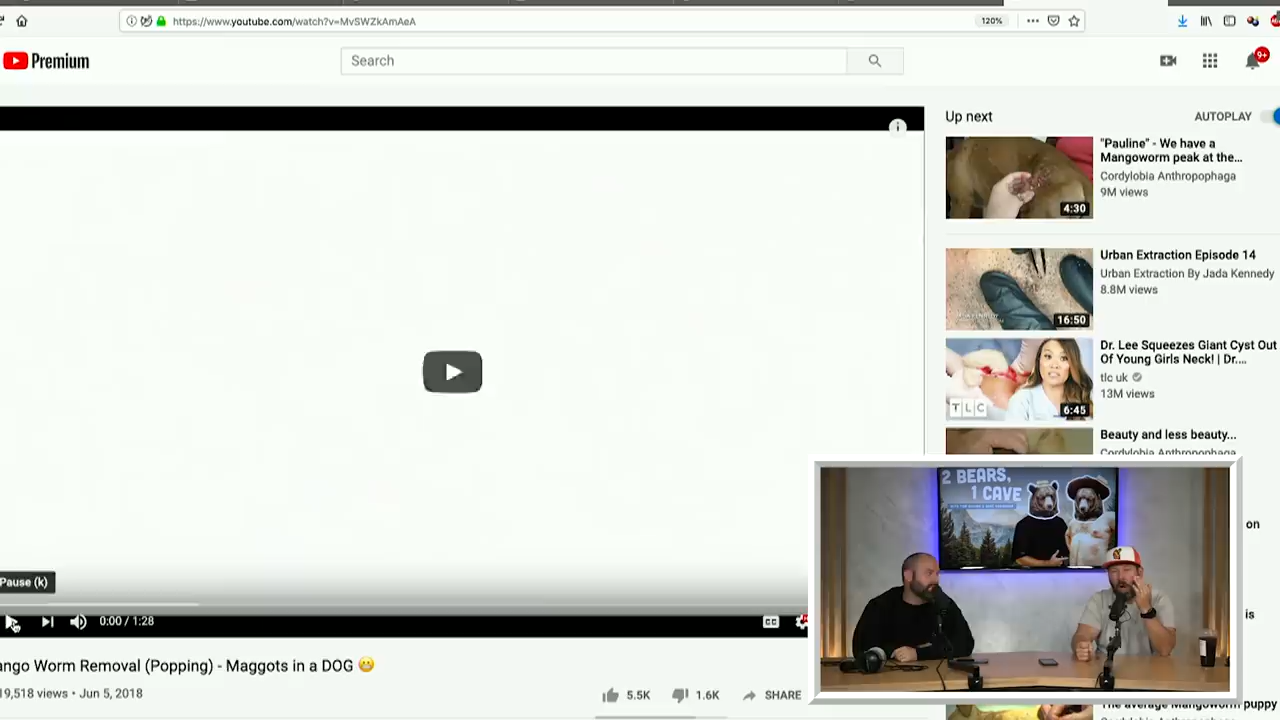 https://www.youtube.com/watch?v=MvSWZkAmAeA
120%
Premium
Search
9+
Up next
AUTOPLAY
"Pauline" - We have a
Mangoworm peak at the...
Cordylobia Anthropophaga
9M views
4:30
Urban Extraction Episode 14
Urban Extraction By Jada Kennedy
8.8M views
16:50
Dr. Lee Squeezes Giant Cyst Out
Of Young Girls Neck! | Dr....
tlc uk
13M views
TLC
6:45
Beauty and less beauty...
Cordylobia Anthropophaga
2 BEARS,
1 CAVE
on
is
Pause (k)
0:00 / 1:28
CC
ango Worm Removal (Popping) - Maggots in a DOG 😬
19,518 views • Jun 5, 2018
5.5K
1.6K
SHARE
The average Mangoworm puppy